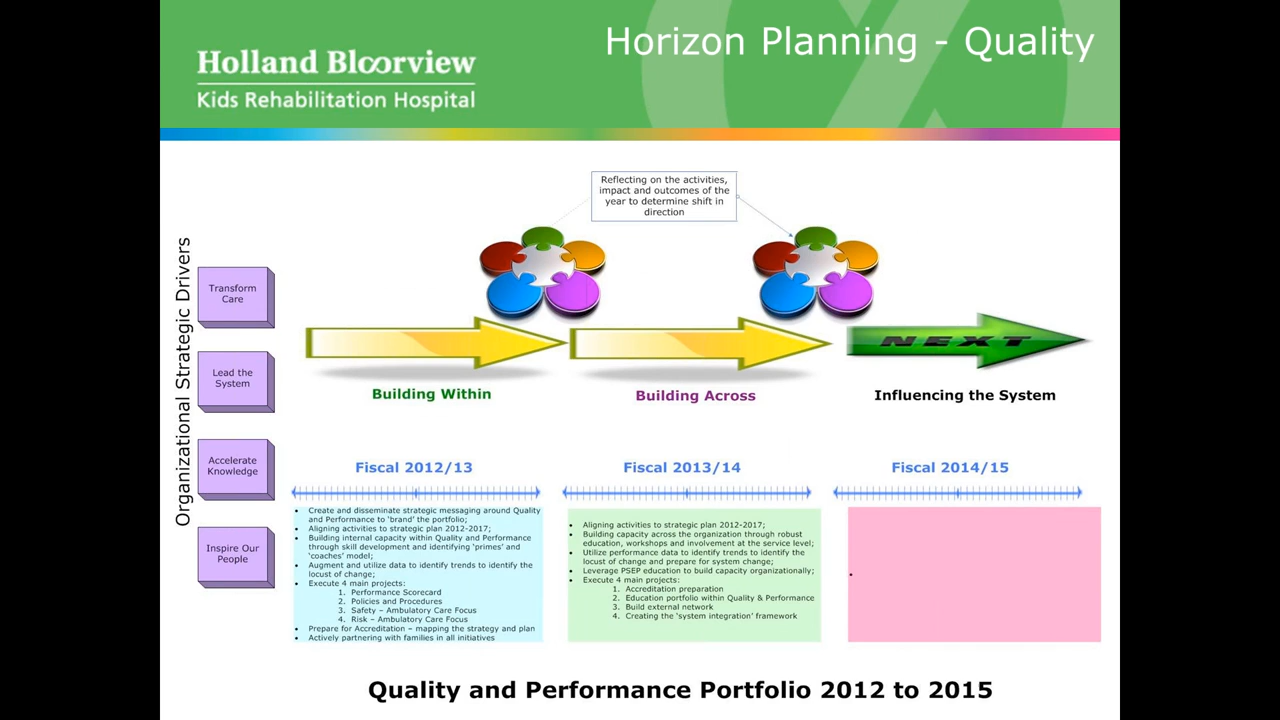 Horizon Planning - Quality
Holland Bloorview
Kids Rehabilitation Hospital
Reflecting on the activities,
impact and outcomes of the
year to determine shift in
direction
Organizational Strategic Drivers
Transform
Care
Lead the
System
Accelerate
Knowledge
Inspire Our
People
NEXT
Building Within
Building Across
Influencing the System
Fiscal 2012/13
Fiscal 2013/14
Fiscal 2014/15
• Create and disseminate strategic messaging around Quality
and Performance to ‘brand’ the portfolio;
• Aligning activities to strategic plan 2012-2017;
• Building internal capacity within Quality and Performance
through skill development and identifying ‘primes’ and
‘coaches’ model;
• Augment and utilize data to identify trends to identify the
locust of change;
• Execute 4 main projects:
1. Performance Scorecard
2. Policies and Procedures
3. Safety – Ambulatory Care Focus
4. Risk – Ambulatory Care Focus
• Prepare for Accreditation – mapping the strategy and plan
• Actively partnering with families in all initiatives
• Aligning activities to strategic plan 2012-2017;
• Building capacity across the organization through robust
education, workshops and involvement at the service level;
• Utilize performance data to identify trends to identify the
locust of change and prepare for system change;
• Leverage PSEP education to build capacity organizationally;
• Execute 4 main projects:
1. Accreditation preparation
2. Education portfolio within Quality & Performance
3. Build external network
4. Creating the ‘system integration’ framework
•
Quality and Performance Portfolio 2012 to 2015